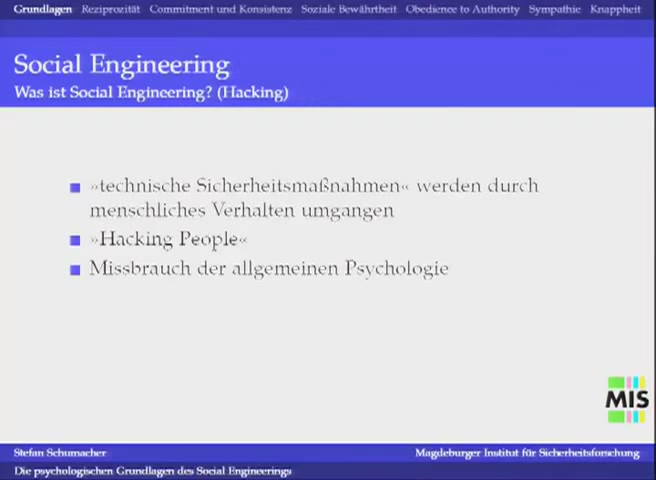 Grundlagen Reziprozität Commitment und Konsistenz Soziale Bewährtheit Obedience to Authority Sympathie Knappheit
Social Engineering
Was ist Social Engineering? (Hacking)
»technische Sicherheitsmaßnahmen« werden durch
menschliches Verhalten umgangen
»Hacking People«
Missbrauch der allgemeinen Psychologie
MIS
Stefan Schumacher Magdeburger Institut für Sicherheitsforschung
Die psychologischen Grundlagen des Social Engineerings